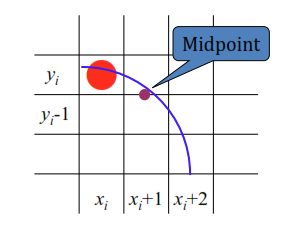 Midpoint
yᵢ
yᵢ-1
xᵢ xᵢ+1 xᵢ+2